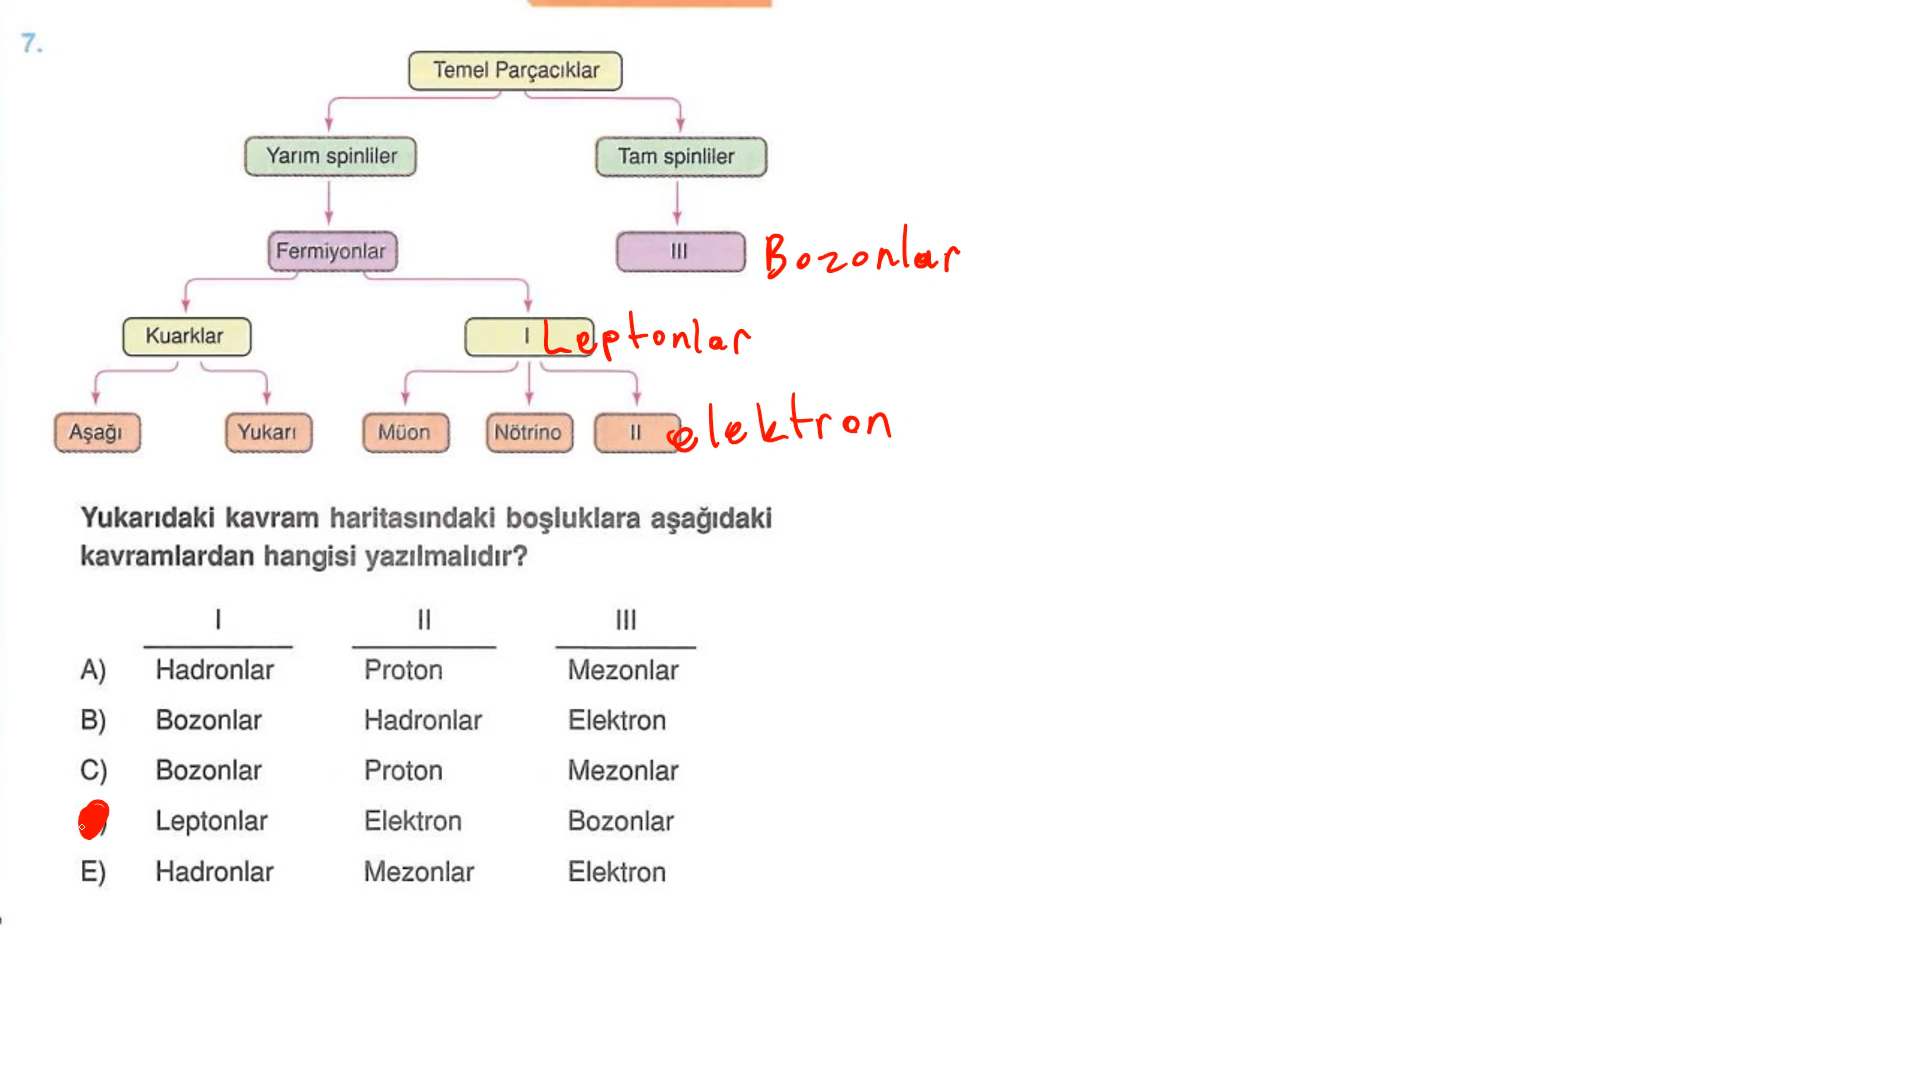 7.
Temel Parçacıklar
Yarım spinliler Tam spinliler
Fermiyonlar III Bozonlar
Kuarklar I Leptonlar
Aşağı Yukarı Müon Nötrino II elektron
Yukarıdaki kavram haritasındaki boşluklara aşağıdaki
kavramlardan hangisi yazılmalıdır?
I II III
A) Hadronlar Proton Mezonlar
B) Bozonlar Hadronlar Elektron
C) Bozonlar Proton Mezonlar
) Leptonlar Elektron Bozonlar
E) Hadronlar Mezonlar Elektron